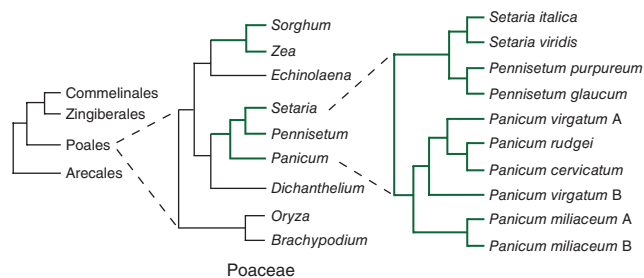 Commelinales
Zingiberales
Poales
Arecales
Sorghum
Zea
Echinolaena
Setaria
Pennisetum
Panicum
Dichanthelium
Oryza
Brachypodium
Poaceae
Setaria italica
Setaria viridis
Pennisetum purpureum
Pennisetum glaucum
Panicum virgatum A
Panicum rudgei
Panicum cervicatum
Panicum virgatum B
Panicum miliaceum A
Panicum miliaceum B